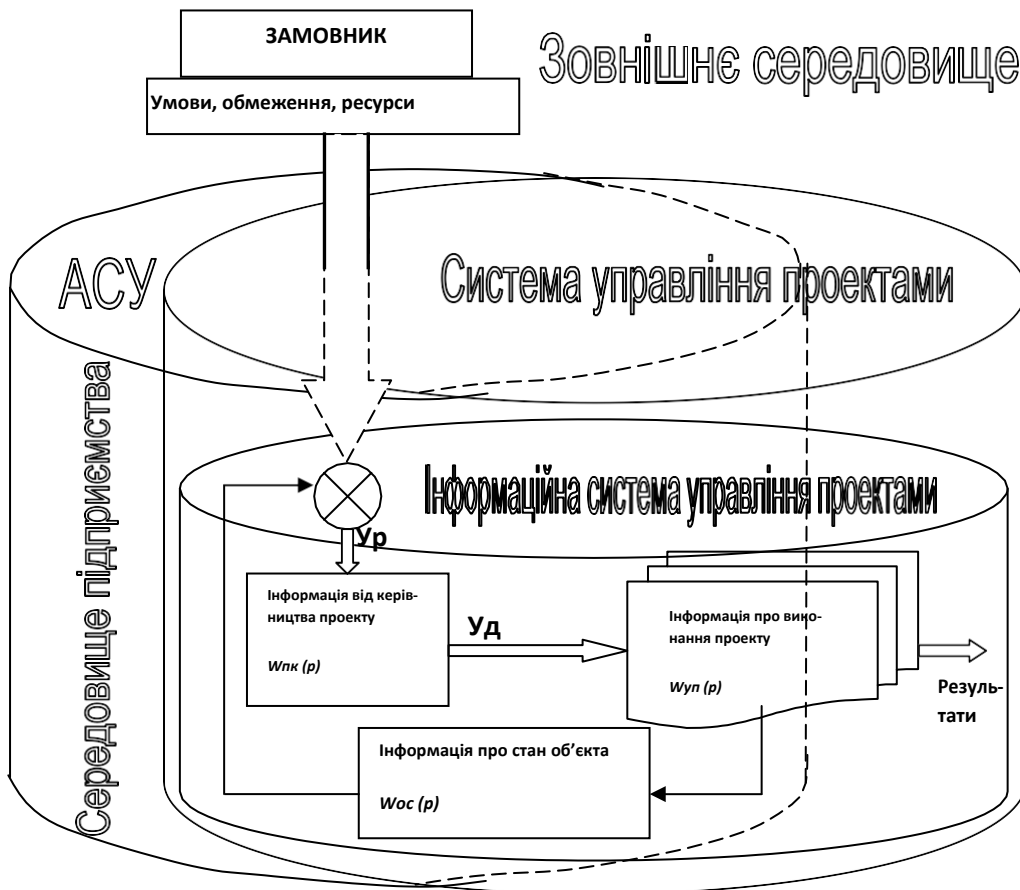 ЗАМОВНИК
Зовнішнє середовище
Умови, обмеження, ресурси
АСУ
Система управління проектами
Середовище підприємства
Інформаційна система управління проектами
Ур
Інформація від керів-
ництва проекту
Wпк (р)
Уд
Інформація про вико-
нання проекту
Wуп (р)
Резуль-
тати
Інформація про стан об’єкта
Wос (р)